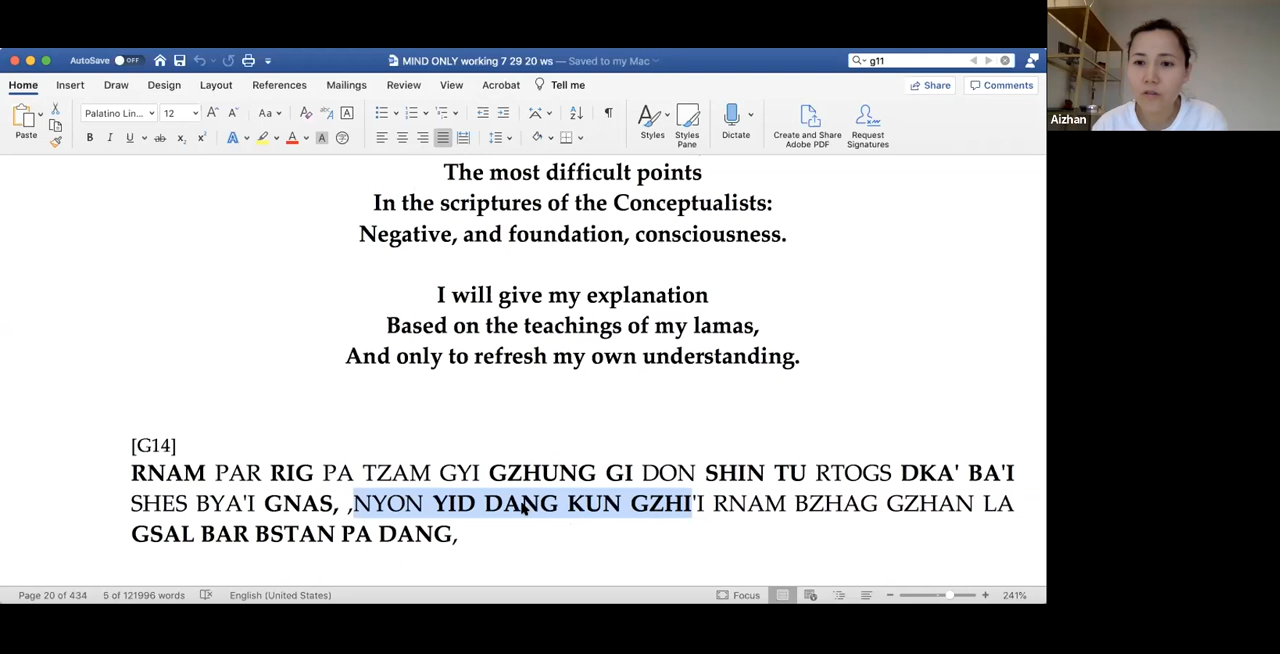 AutoSave OFF MIND ONLY working 7 29 20 ws — Saved to my Mac g11
Home Insert Draw Design Layout References Mailings Review View Acrobat Tell me Share Comments
Paste Palatino Lin... 12 Aa Styles Styles Pane Dictate Create and Share Adobe PDF Request Signatures
Aizhan
The most difficult points
In the scriptures of the Conceptualists:
Negative, and foundation, consciousness.
I will give my explanation
Based on the teachings of my lamas,
And only to refresh my own understanding.
[G14]
RNAM PAR RIG PA TZAM GYI GZHUNG GI DON SHIN TU RTOGS DKA' BA'I
SHES BYA'I GNAS, ,NYON YID DANG KUN GZHI'I RNAM BZHAG GZHAN LA
GSAL BAR BSTAN PA DANG,
Page 20 of 434 5 of 121996 words English (United States) Focus 241%